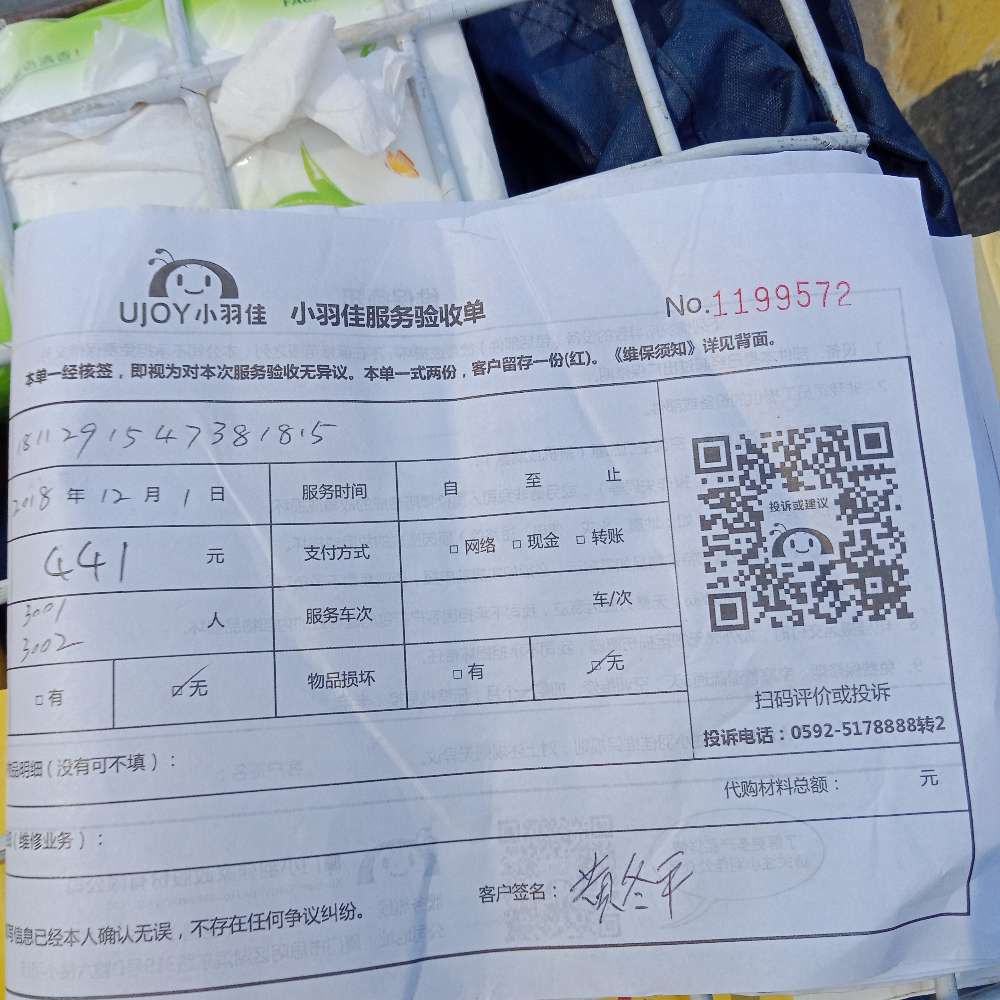 UJOY小羽佳 小羽佳服务验收单 No.1199572
本单一经核签，即视为对本次服务验收无异议。本单一式两份，客户留存一份(红)。《维保须知》详见背面。
181129154738 1815
2018 年 12 月 1 日 服务时间 自 至 止
441 元 支付方式 □ 网络 □ 现金 □ 转账
3001
3002 人 服务车次 车/次
□ 有 □ 无 物品损坏 □ 有 □ 无
投诉或建议
扫码评价或投诉
投诉电话：0592-5178888转2
品明细（没有可不填）：
代购材料总额： 元
（维修业务）：
客户签名：黄冬平
写信息已经本人确认无误，不存在任何争议纠纷。